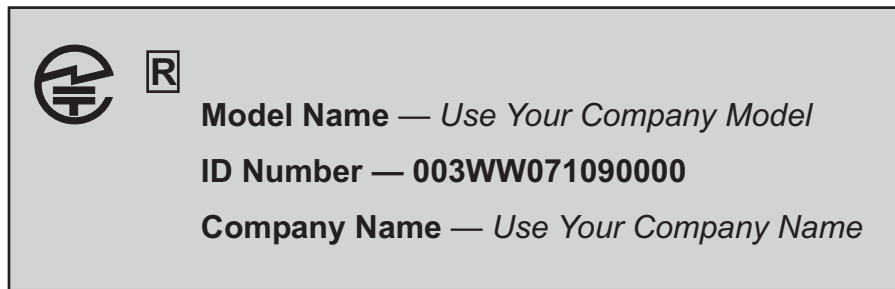 R
Model Name — Use Your Company Model
ID Number — 003WW071090000
Company Name — Use Your Company Name